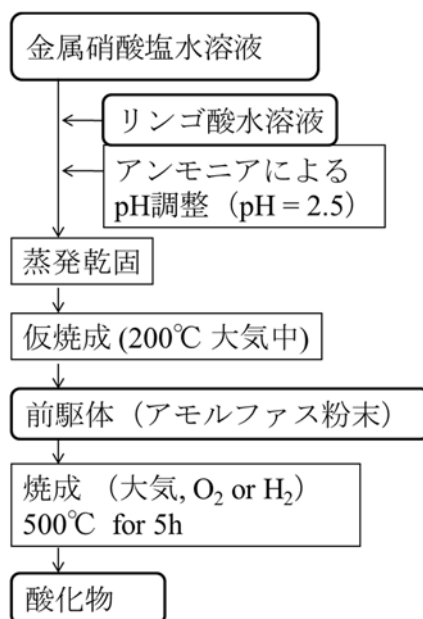 金属硝酸塩水溶液
リンゴ酸水溶液
アンモニアによる
pH調整（pH = 2.5）
蒸発乾固
仮焼成 (200℃ 大気中)
前駆体（アモルファス粉末）
焼成 （大気, O₂ or H₂）
500℃ for 5h
酸化物